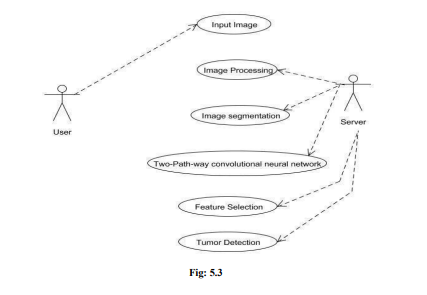 Input Image
Image Processing
Image segmentation
User
Server
Two-Path-way convolutional neural network
Feature Selection
Tumor Detection
Fig: 5.3